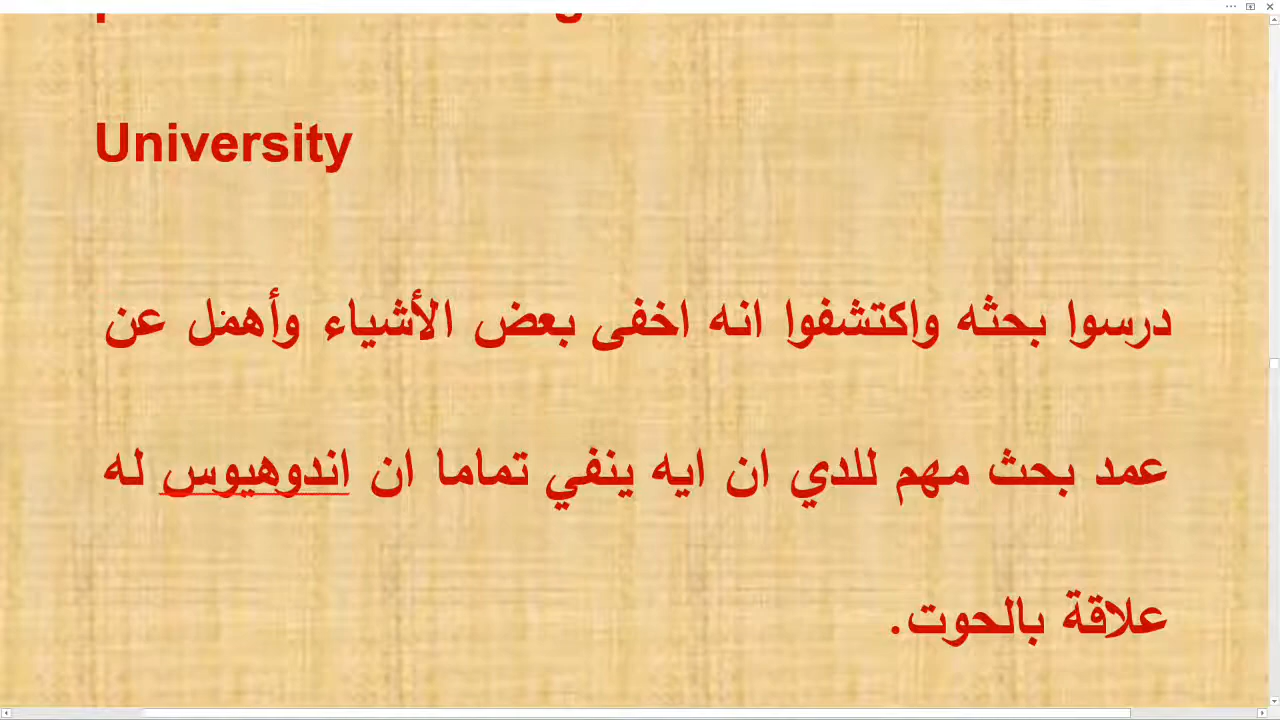 University
درسوا بحثه واكتشفوا انه اخفى بعض الأشياء وأهمل عن
عمد بحث مهم للدي ان ايه ينفي تماما ان اندوهيوس له
علاقة بالحوت.